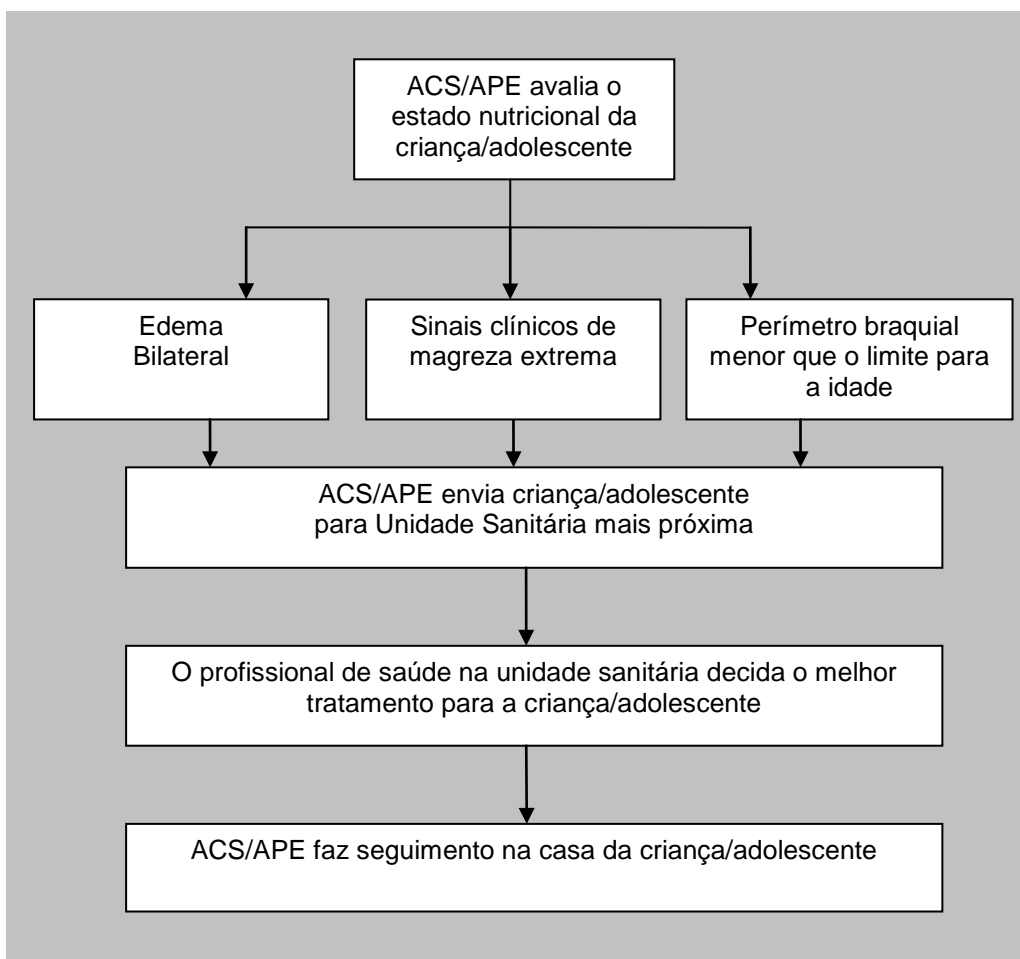 ACS/APE avalia o
estado nutricional da
criança/adolescente
Edema
Bilateral
Sinais clínicos de
magreza extrema
Perímetro braquial
menor que o limite para
a idade
ACS/APE envia criança/adolescente
para Unidade Sanitária mais próxima
O profissional de saúde na unidade sanitária decida o melhor
tratamento para a criança/adolescente
ACS/APE faz seguimento na casa da criança/adolescente